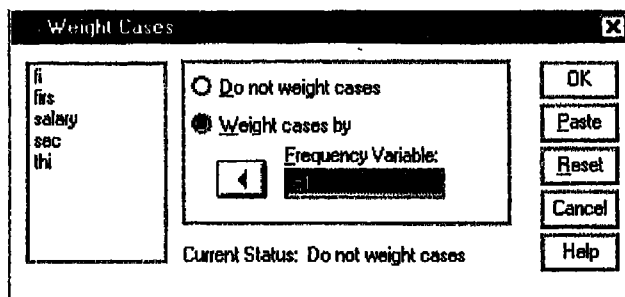 Weight Cases
fi
firs
salary
sec
thi
Do not weight cases
Weight cases by
Frequency Variable:
Current Status: Do not weight cases
OK
Paste
Reset
Cancel
Help